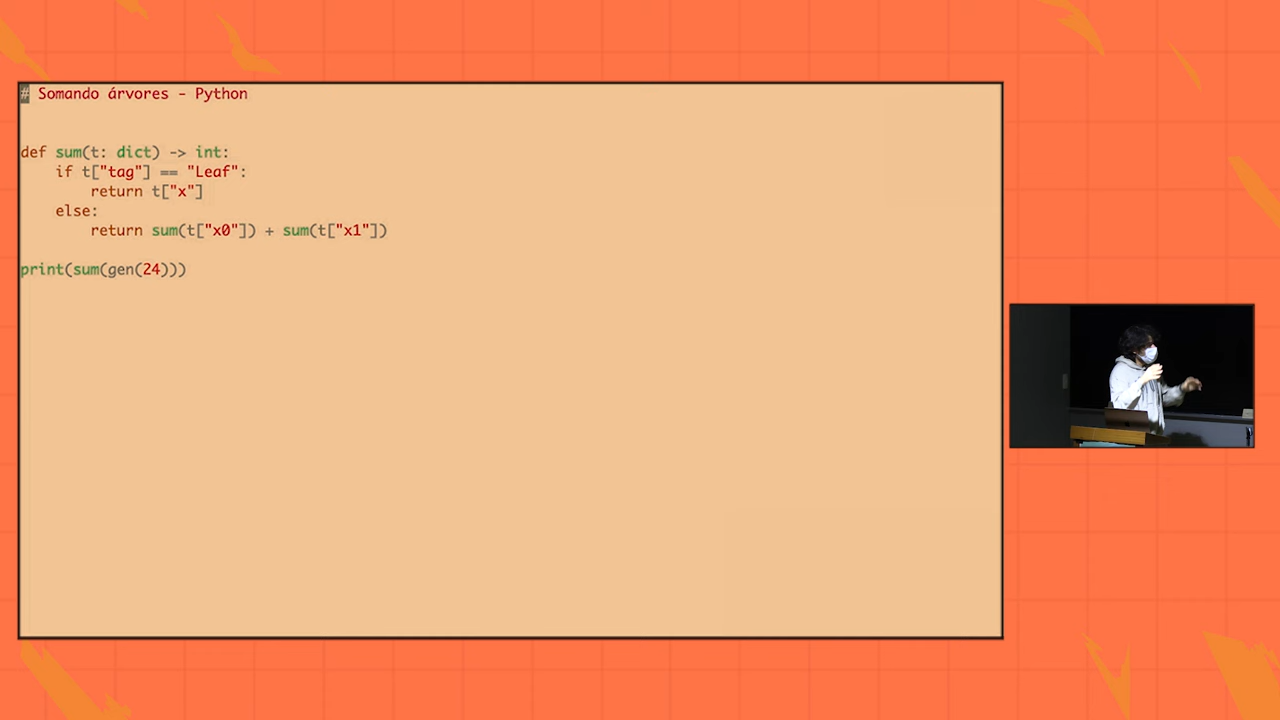 # Somando árvores - Python
def sum(t: dict) -> int:
    if t["tag"] == "Leaf":
        return t["x"]
    else:
        return sum(t["x0"]) + sum(t["x1"])
print(sum(gen(24)))